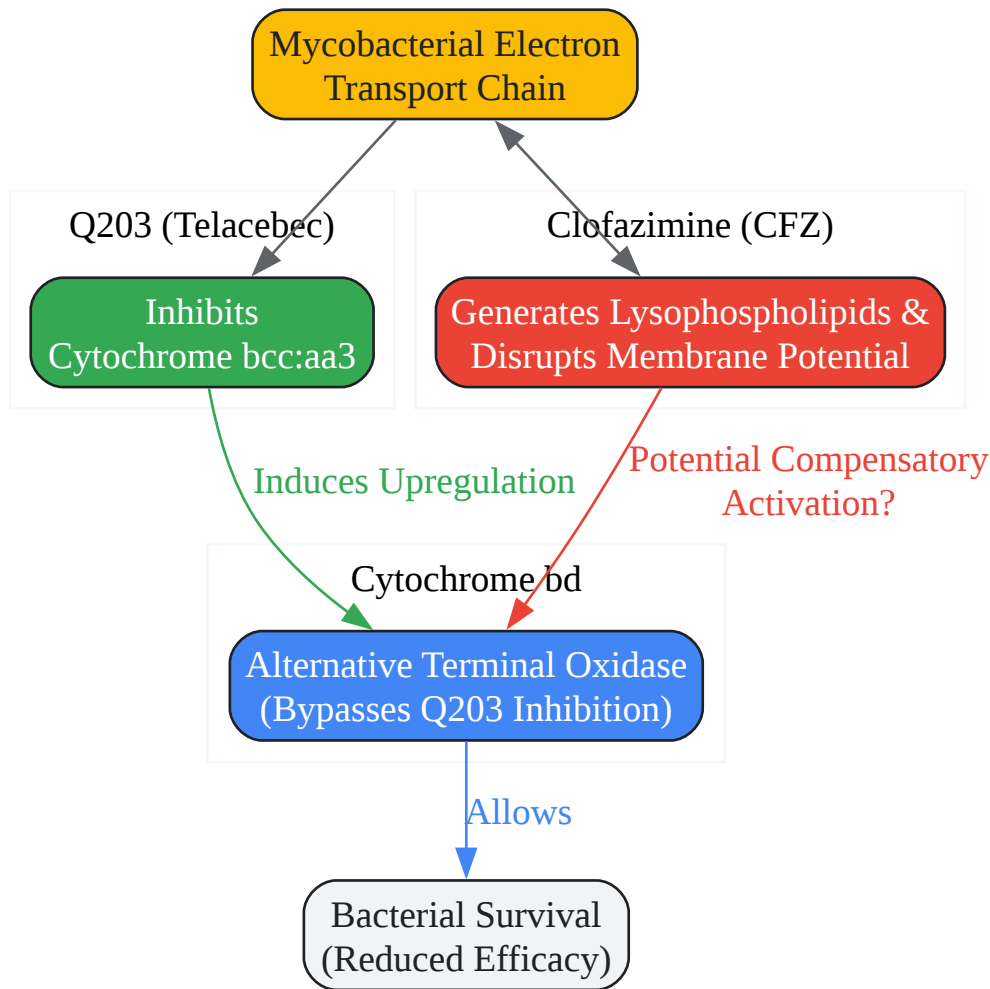 Mycobacterial Electron
Transport Chain
Q203 (Telacebec)
Clofazimine (CFZ)
Inhibits
Cytochrome bcc:aa3
Generates Lysophospholipids &
Disrupts Membrane Potential
Induces Upregulation
Potential Compensatory
Activation?
Cytochrome bd
Alternative Terminal Oxidase
(Bypasses Q203 Inhibition)
Allows
Bacterial Survival
(Reduced Efficacy)